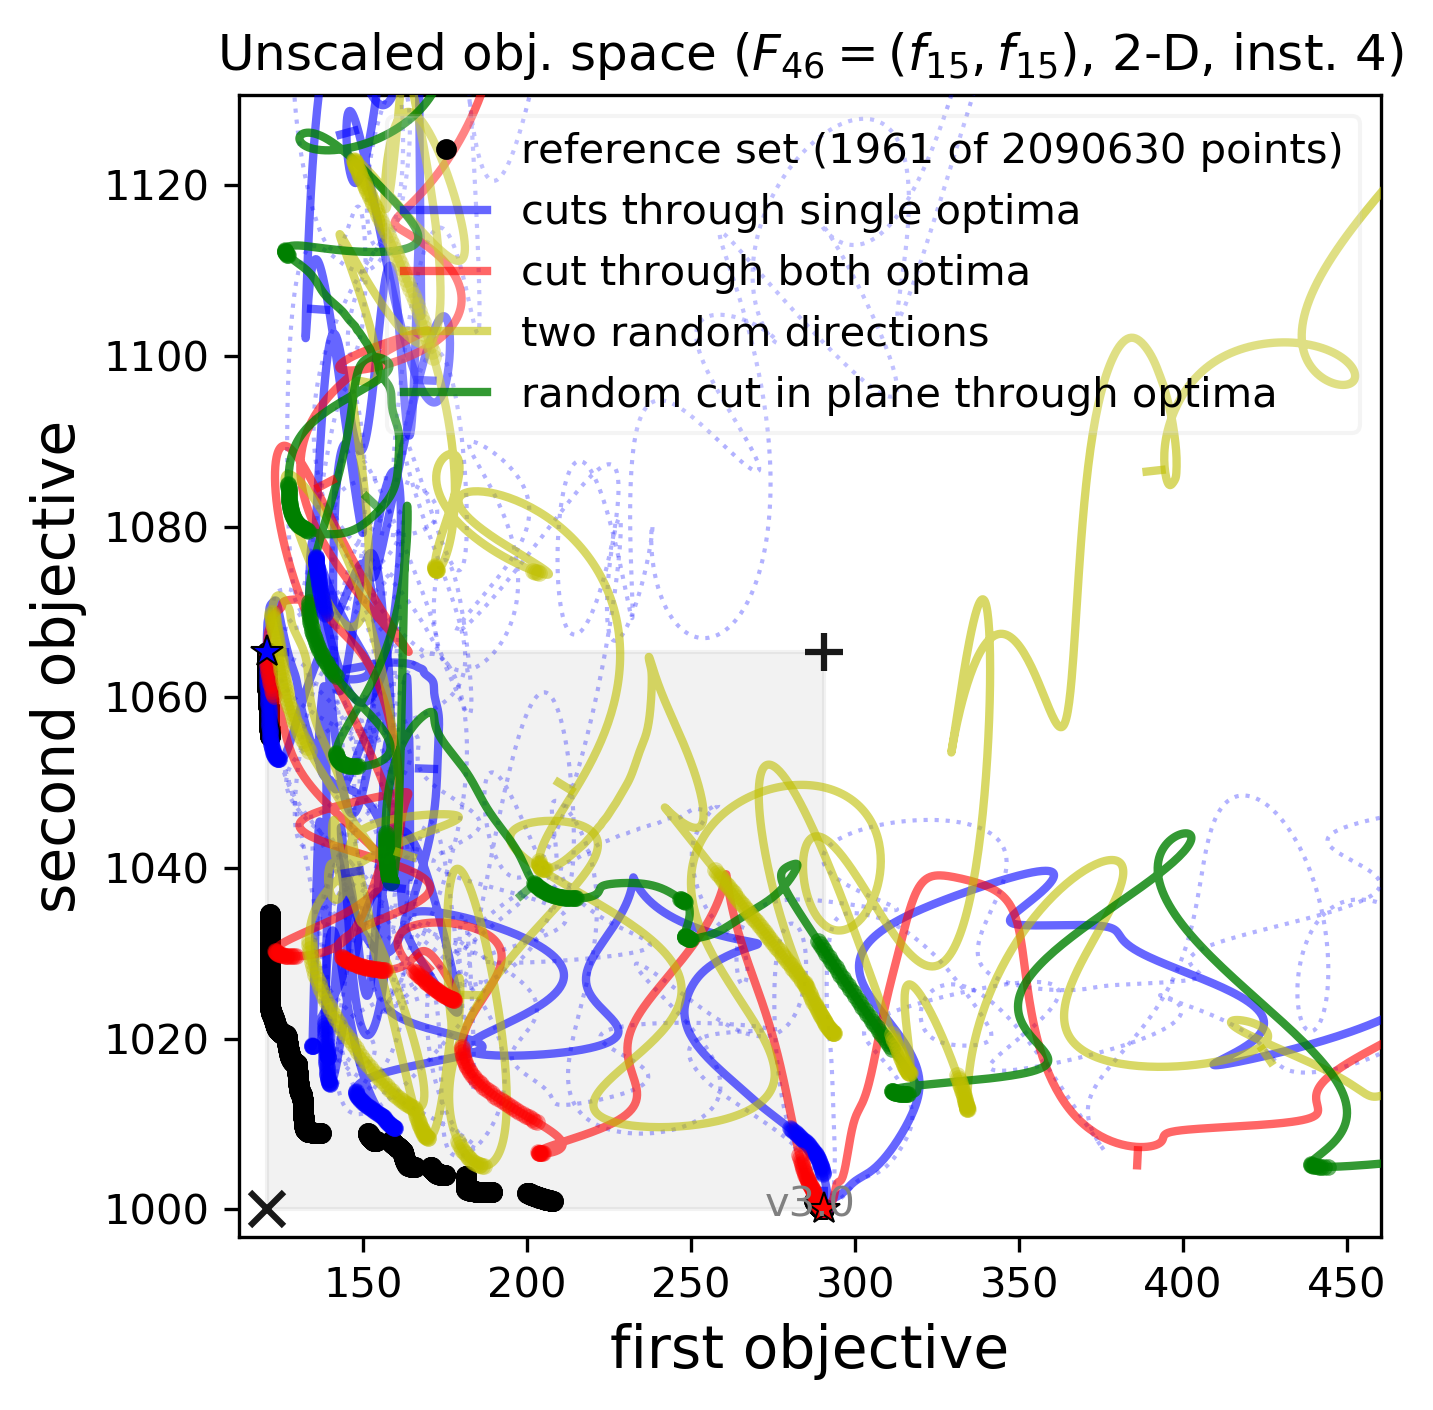 Unscaled obj. space (F₄₆ = (f₁₅, f₁₅), 2-D, inst. 4)
reference set (1961 of 2090630 points)
cuts through single optima
cut through both optima
two random directions
random cut in plane through optima
second objective
1120
1100
1080
1060
1040
1020
1000
v3.0
150 200 250 300 350 400 450
first objective